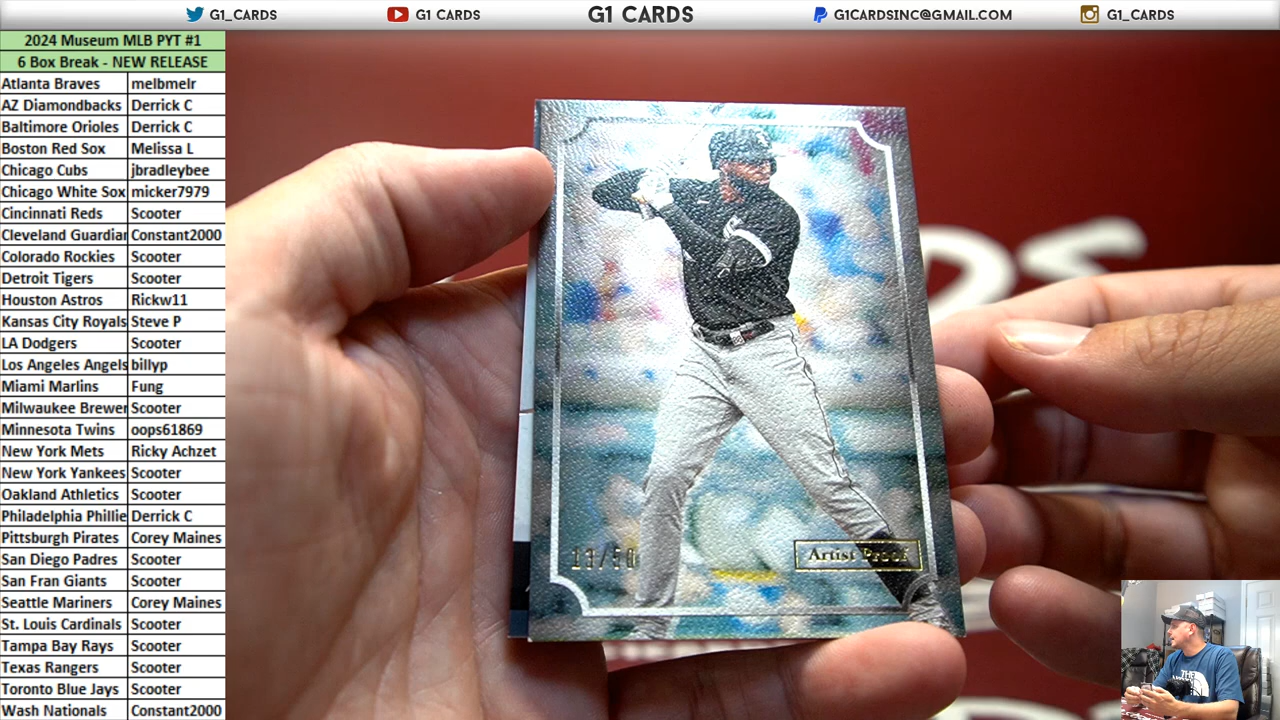 G1_CARDS G1 CARDS G1 CARDS G1CARDSINC@GMAIL.COM G1_CARDS
2024 Museum MLB PYT #1
6 Box Break - NEW RELEASE
Atlanta Braves melbmelr
AZ Diamondbacks Derrick C
Baltimore Orioles Derrick C
Boston Red Sox Melissa L
Chicago Cubs jbradleybee
Chicago White Sox micker7979
Cincinnati Reds Scooter
Cleveland Guardian Constant2000
Colorado Rockies Scooter
Detroit Tigers Scooter
Houston Astros Rickw11
Kansas City Royals Steve P
LA Dodgers Scooter
Los Angeles Angels billyp
Miami Marlins Fung
Milwaukee Brewer Scooter
Minnesota Twins oops61869
New York Mets Ricky Achzet
New York Yankees Scooter
Oakland Athletics Scooter
Philadelphia Phillie Derrick C
Pittsburgh Pirates Corey Maines
San Diego Padres Scooter
San Fran Giants Scooter
Seattle Mariners Corey Maines
St. Louis Cardinals Scooter
Tampa Bay Rays Scooter
Texas Rangers Scooter
Toronto Blue Jays Scooter
Wash Nationals Constant2000
13/50
Artist Proof
THE